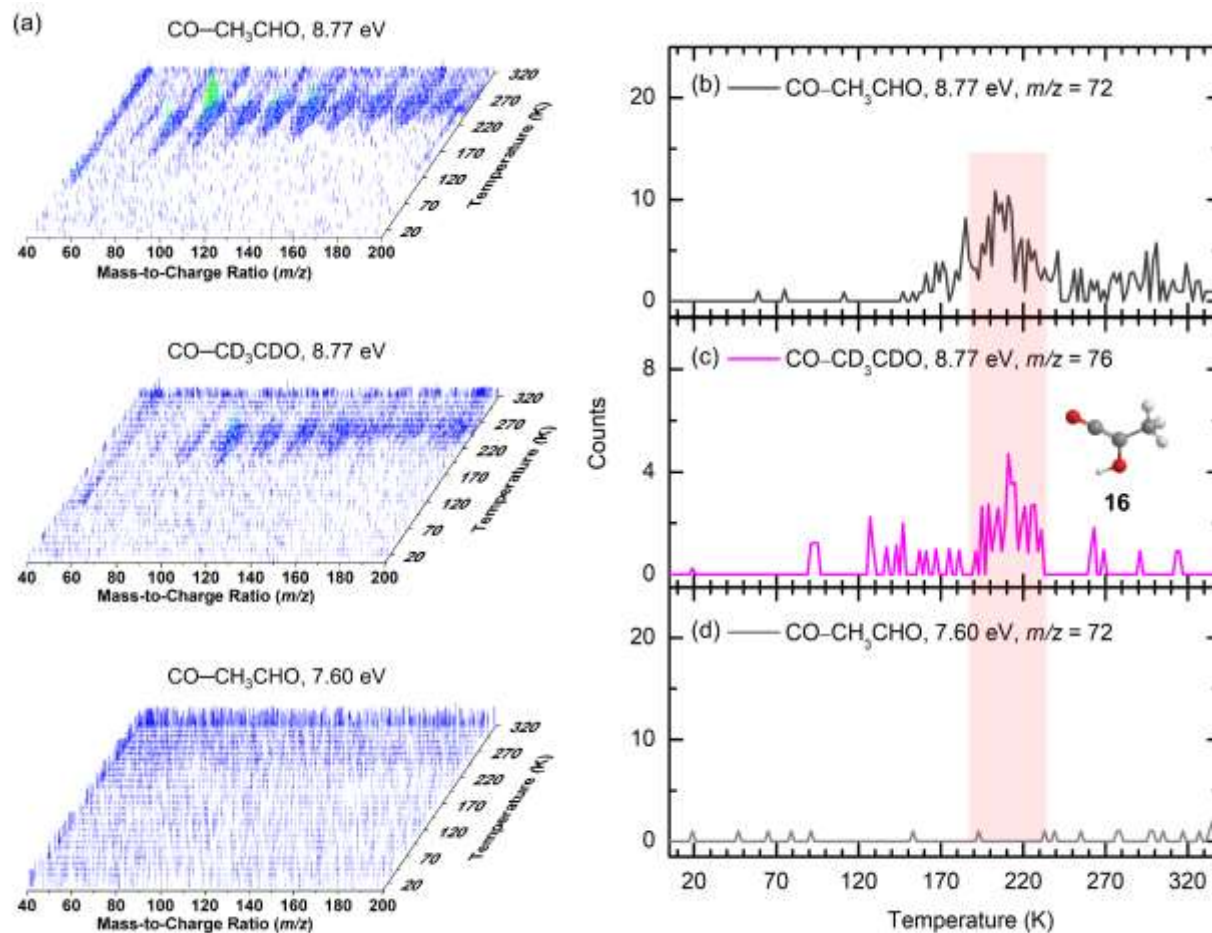 (a)
CO–CH₃CHO, 8.77 eV
320
270
220
170
120
70
20
Temperature (K)
40 60 80 100 120 140 160 180 200
Mass-to-Charge Ratio (m/z)
CO–CD₃CDO, 8.77 eV
320
270
220
170
120
70
20
Temperature (K)
40 60 80 100 120 140 160 180 200
Mass-to-Charge Ratio (m/z)
CO–CH₃CHO, 7.60 eV
320
270
220
170
120
70
20
Temperature (K)
40 60 80 100 120 140 160 180 200
Mass-to-Charge Ratio (m/z)
Counts
(b) CO–CH₃CHO, 8.77 eV, m/z = 72
20
10
0
(c) CO–CD₃CDO, 8.77 eV, m/z = 76
8
4
0
16
(d) CO–CH₃CHO, 7.60 eV, m/z = 72
20
10
0
20 70 120 170 220 270 320
Temperature (K)